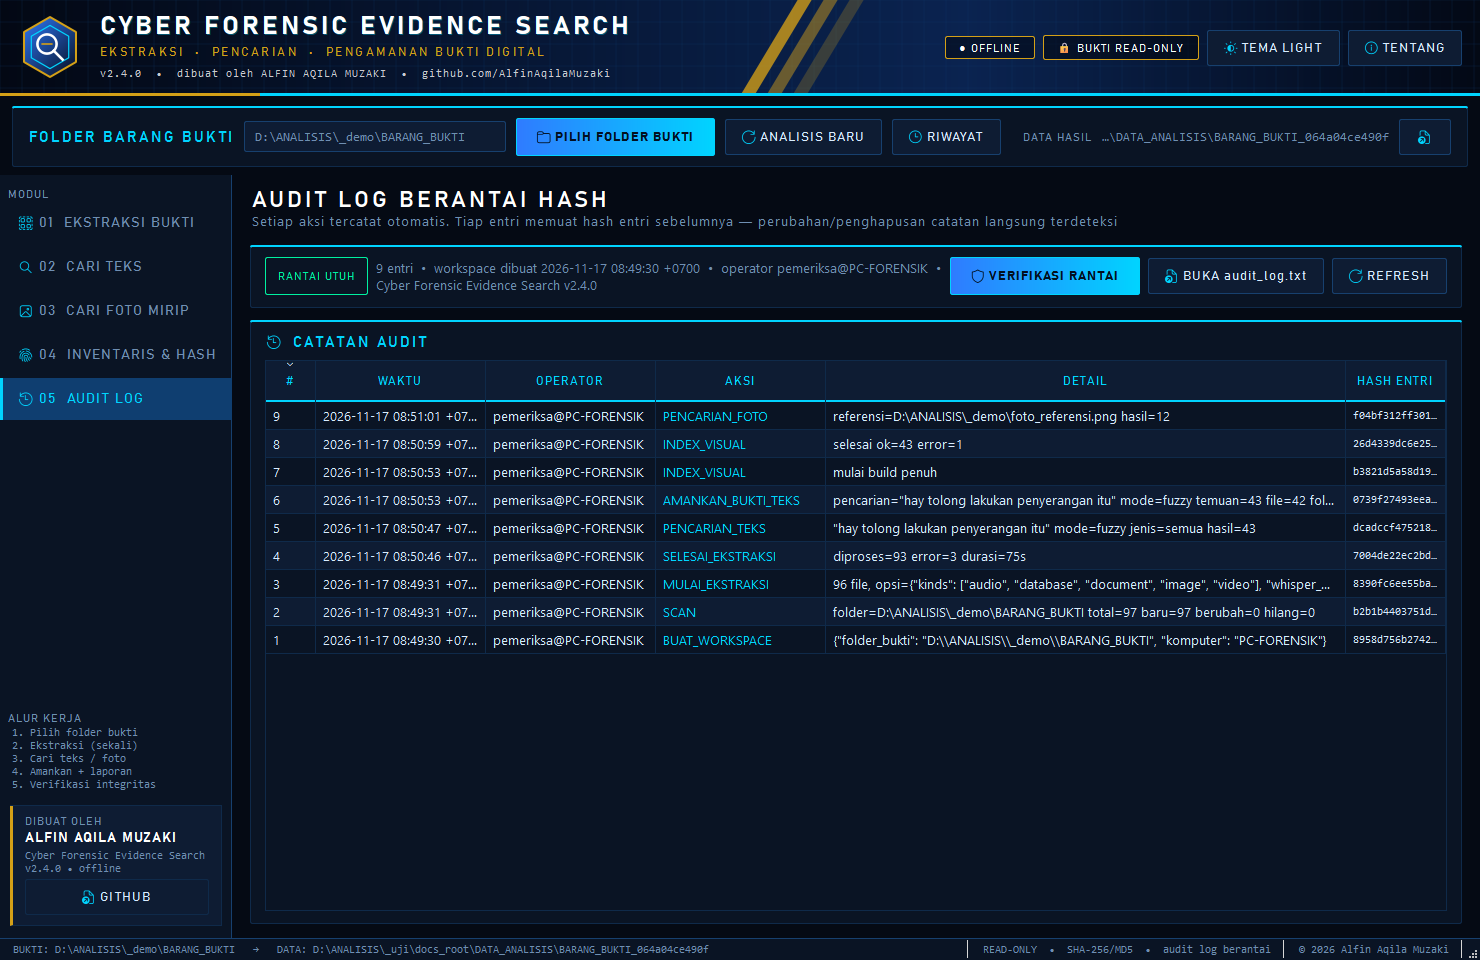 CYBER FORENSIC EVIDENCE SEARCH
EKSTRAKSI • PENCARIAN • PENGAMANAN BUKTI DIGITAL
v2.4.0 • dibuat oleh ALFIN AQILA MUZAKI • github.com/AlfinAqilaMuzaki
● OFFLINE
BUKTI READ-ONLY
TEMA LIGHT
TENTANG
FOLDER BARANG BUKTI
D:\ANALISIS\_demo\BARANG_BUKTI
PILIH FOLDER BUKTI
ANALISIS BARU
RIWAYAT
DATA HASIL …\DATA_ANALISIS\BARANG_BUKTI_064a04ce490f
MODUL
01 EKSTRAKSI BUKTI
02 CARI TEKS
03 CARI FOTO MIRIP
04 INVENTARIS & HASH
05 AUDIT LOG
AUDIT LOG BERANTAI HASH
Setiap aksi tercatat otomatis. Tiap entri memuat hash entri sebelumnya — perubahan/penghapusan catatan langsung terdeteksi
RANTAI UTUH
9 entri • workspace dibuat 2026-11-17 08:49:30 +0700 • operator pemeriksa@PC-FORENSIK •
Cyber Forensic Evidence Search v2.4.0
VERIFIKASI RANTAI
BUKA audit_log.txt
REFRESH
CATATAN AUDIT
# WAKTU OPERATOR AKSI DETAIL HASH ENTRI
9 2026-11-17 08:51:01 +07... pemeriksa@PC-FORENSIK PENCARIAN_FOTO referensi=D:\ANALISIS\_demo\foto_referensi.png hasil=12 f04bf312ff301…
8 2026-11-17 08:50:59 +07... pemeriksa@PC-FORENSIK INDEX_VISUAL selesai ok=43 error=1 26d4339dc6e25…
7 2026-11-17 08:50:53 +07... pemeriksa@PC-FORENSIK INDEX_VISUAL mulai build penuh b3821d5a58d19…
6 2026-11-17 08:50:53 +07... pemeriksa@PC-FORENSIK AMANKAN_BUKTI_TEKS pencarian="hay tolong lakukan penyerangan itu" mode=fuzzy temuan=43 file=42 fol... 0739f27493eea…
5 2026-11-17 08:50:47 +07... pemeriksa@PC-FORENSIK PENCARIAN_TEKS "hay tolong lakukan penyerangan itu" mode=fuzzy jenis=semua hasil=43 dcadccf475218…
4 2026-11-17 08:50:46 +07... pemeriksa@PC-FORENSIK SELESAI_EKSTRAKSI diproses=93 error=3 durasi=75s 7004de22ec2bd…
3 2026-11-17 08:49:31 +07... pemeriksa@PC-FORENSIK MULAI_EKSTRAKSI 96 file, opsi={"kinds": ["audio", "database", "document", "image", "video"], "whisper_... 8390fc6ee55ba…
2 2026-11-17 08:49:31 +07... pemeriksa@PC-FORENSIK SCAN folder=D:\ANALISIS\_demo\BARANG_BUKTI total=97 baru=97 berubah=0 hilang=0 b2b1b4403751d…
1 2026-11-17 08:49:30 +07... pemeriksa@PC-FORENSIK BUAT_WORKSPACE {"folder_bukti": "D:\\ANALISIS\\_demo\\BARANG_BUKTI", "komputer": "PC-FORENSIK"} 8958d756b2742…
ALUR KERJA
1. Pilih folder bukti
2. Ekstraksi (sekali)
3. Cari teks / foto
4. Amankan + laporan
5. Verifikasi integritas
DIBUAT OLEH
ALFIN AQILA MUZAKI
Cyber Forensic Evidence Search
v2.4.0 • offline
GITHUB
BUKTI: D:\ANALISIS\_demo\BARANG_BUKTI → DATA: D:\ANALISIS\_uji\docs_root\DATA_ANALISIS\BARANG_BUKTI_064a04ce490f
READ-ONLY • SHA-256/MD5 • audit log berantai
© 2026 Alfin Aqila Muzaki